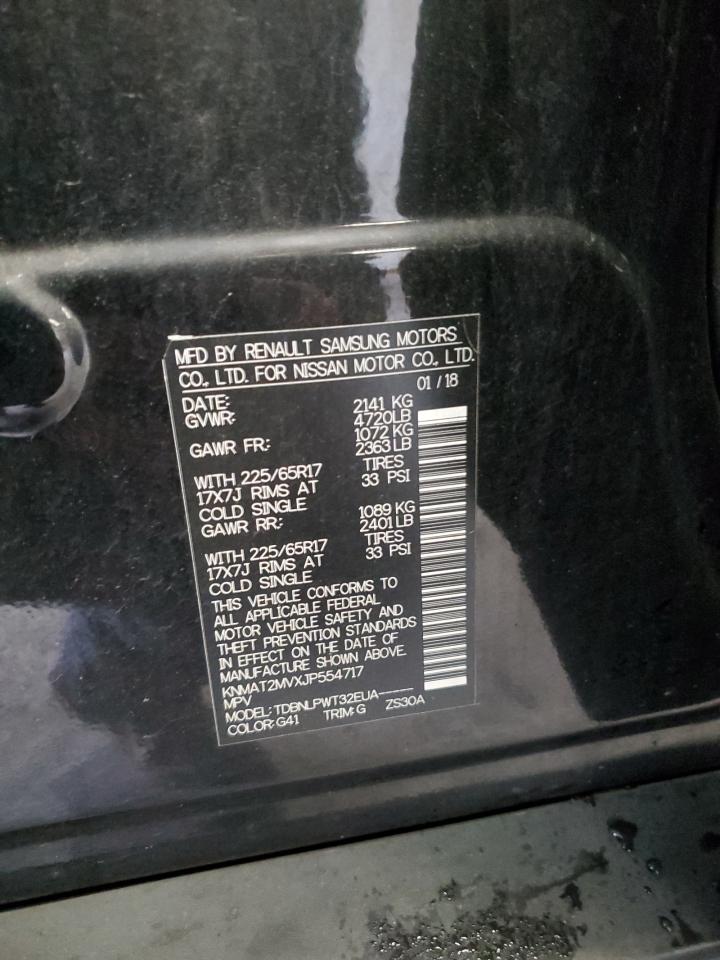 MFD BY RENAULT SAMSUNG MOTORS
CO., LTD. FOR NISSAN MOTOR CO., LTD.
DATE: 01/18
GVWR: 2141 KG
4720LB
GAWR FR: 1072 KG
2363LB
WITH 225/65R17 TIRES
17X7J RIMS AT 33 PSI
COLD SINGLE
GAWR RR: 1089 KG
2401LB
WITH 225/65R17 TIRES
17X7J RIMS AT 33 PSI
COLD SINGLE
THIS VEHICLE CONFORMS TO
ALL APPLICABLE FEDERAL
MOTOR VEHICLE SAFETY AND
THEFT PREVENTION STANDARDS
IN EFFECT ON THE DATE OF
MANUFACTURE SHOWN ABOVE.
KNMAT2MVXJP554717
MPV
MODEL: TDBNLPWT32EUA-----
COLOR: G41 TRIM: G ZS30A